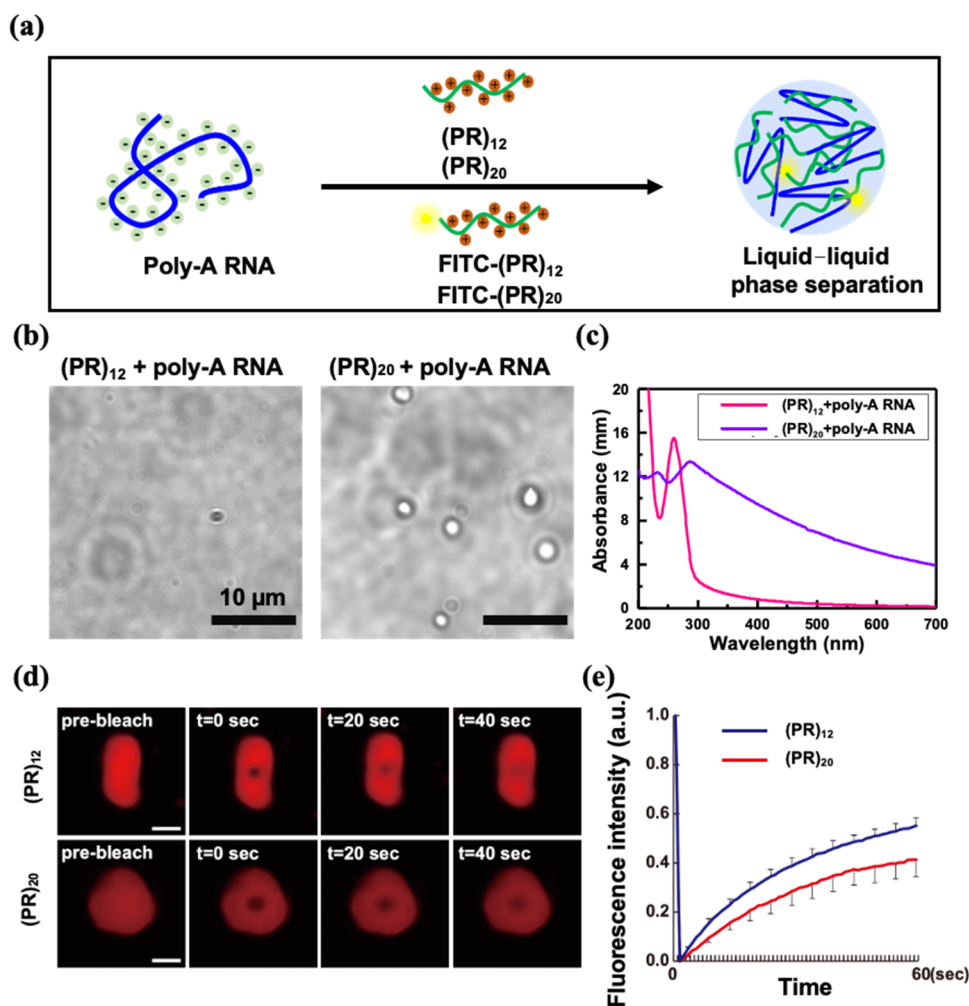 (a)
(PR)₁₂
(PR)₂₀
Poly-A RNA
FITC-(PR)₁₂
FITC-(PR)₂₀
Liquid–liquid
phase separation
(b)
(PR)₁₂ + poly-A RNA
(PR)₂₀ + poly-A RNA
10 µm
(c)
Absorbance (mm)
20
16
12
8
4
0
(PR)₁₂+poly-A RNA
(PR)₂₀+poly-A RNA
200 300 400 500 600 700
Wavelength (nm)
(d)
(PR)₁₂
pre-bleach t=0 sec t=20 sec t=40 sec
(PR)₂₀
pre-bleach t=0 sec t=20 sec t=40 sec
(e)
Fluorescence intensity (a.u.)
1.0
0.8
0.6
0.4
0.2
0.0
(PR)₁₂
(PR)₂₀
0 60(sec)
Time